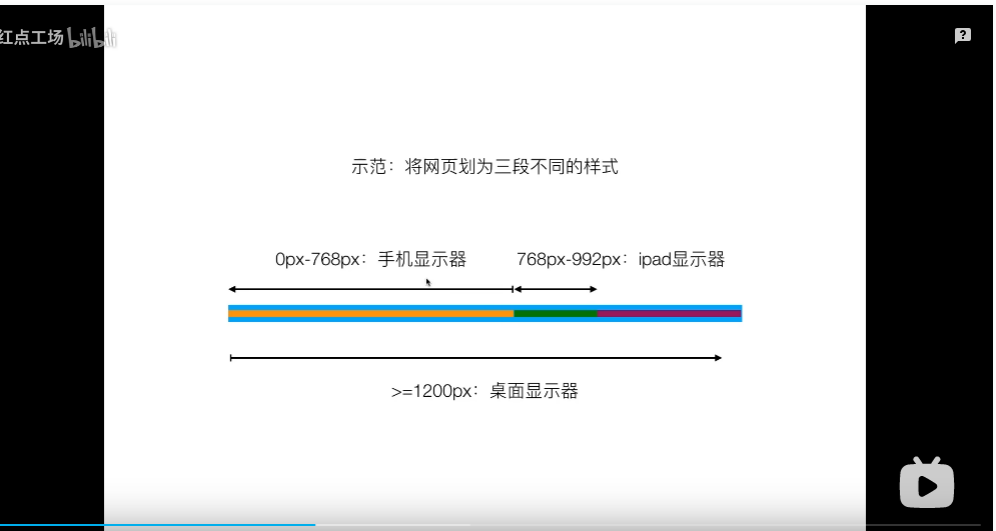 红点工场 bilibili
示范：将网页划为三段不同的样式
0px-768px：手机显示器 768px-992px：ipad显示器
>=1200px：桌面显示器